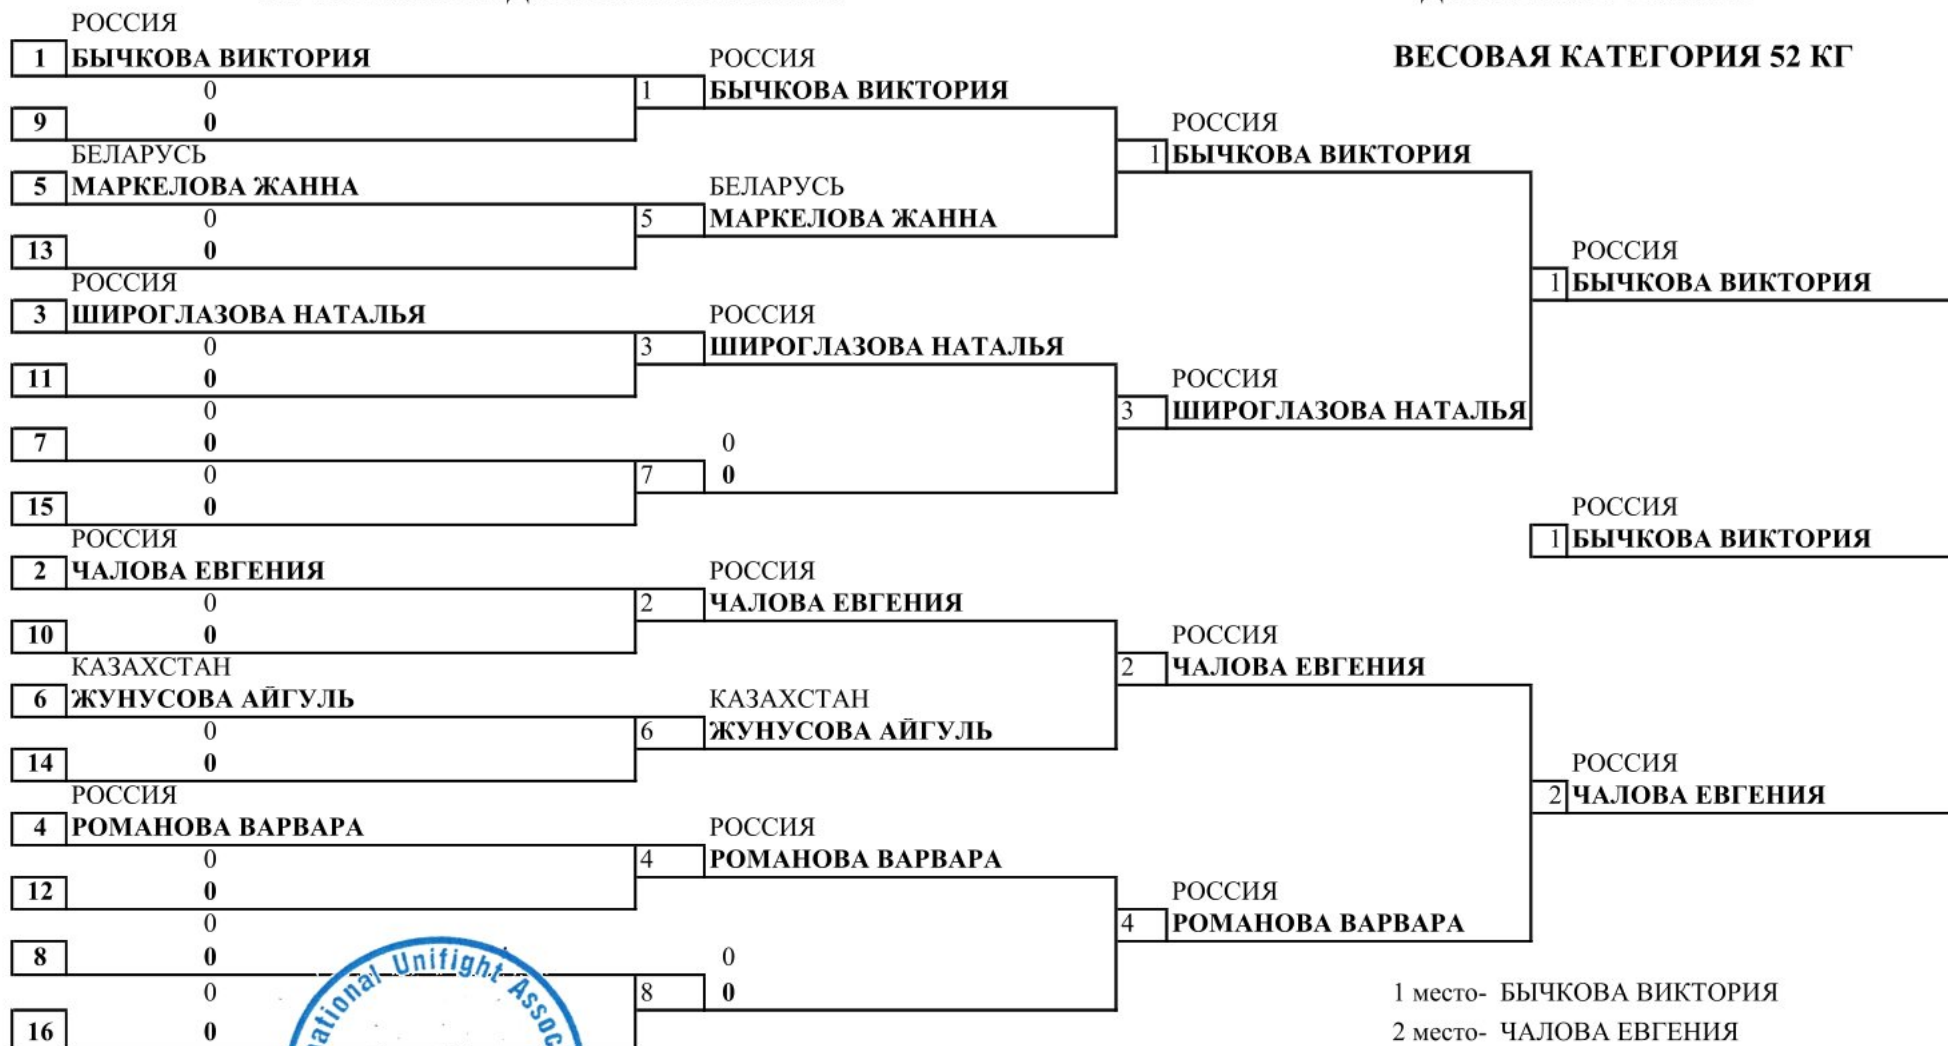 РОССИЯ
1 БЫЧКОВА ВИКТОРИЯ РОССИЯ ВЕСОВАЯ КАТЕГОРИЯ 52 КГ
0 1 БЫЧКОВА ВИКТОРИЯ
9 0 РОССИЯ
БЕЛАРУСЬ 1 БЫЧКОВА ВИКТОРИЯ
5 МАРКЕЛОВА ЖАННА БЕЛАРУСЬ
0 5 МАРКЕЛОВА ЖАННА
13 0 РОССИЯ
РОССИЯ 1 БЫЧКОВА ВИКТОРИЯ
3 ШИРОГЛАЗОВА НАТАЛЬЯ РОССИЯ
0 3 ШИРОГЛАЗОВА НАТАЛЬЯ
11 0 РОССИЯ
0 3 ШИРОГЛАЗОВА НАТАЛЬЯ
7 0 0
0 7 0
15 0 РОССИЯ
РОССИЯ 1 БЫЧКОВА ВИКТОРИЯ
2 ЧАЛОВА ЕВГЕНИЯ РОССИЯ
0 2 ЧАЛОВА ЕВГЕНИЯ
10 0 РОССИЯ
КАЗАХСТАН 2 ЧАЛОВА ЕВГЕНИЯ
6 ЖУНУСОВА АЙГУЛЬ КАЗАХСТАН
0 6 ЖУНУСОВА АЙГУЛЬ
14 0 РОССИЯ
РОССИЯ 2 ЧАЛОВА ЕВГЕНИЯ
4 РОМАНОВА ВАРВАРА РОССИЯ
0 4 РОМАНОВА ВАРВАРА
12 0 РОССИЯ
0 4 РОМАНОВА ВАРВАРА
8 0 0
0 8 0 1 место- БЫЧКОВА ВИКТОРИЯ
16 0 2 место- ЧАЛОВА ЕВГЕНИЯ
Unifight